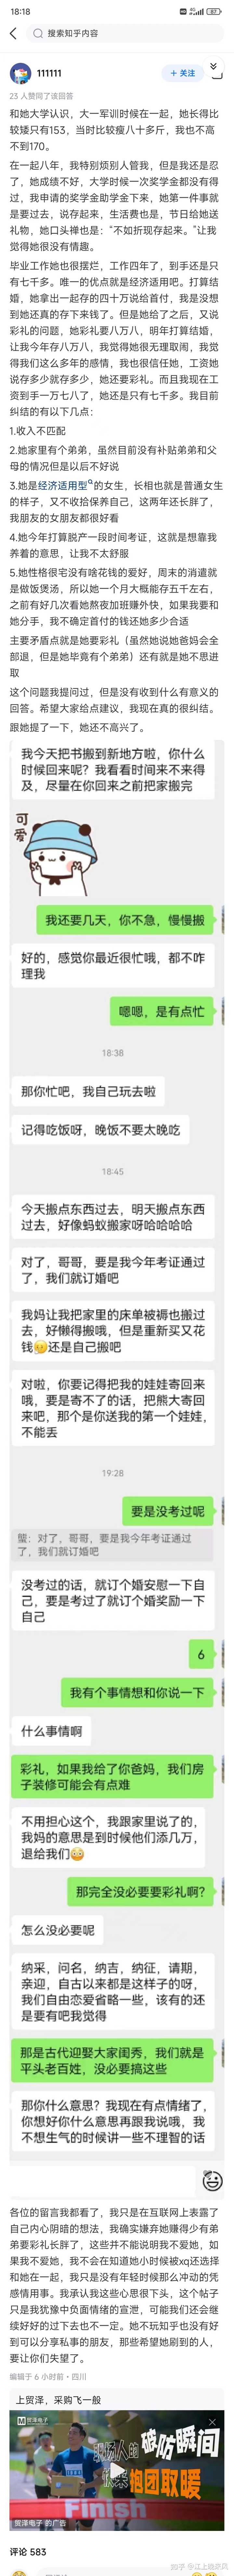 18:18
87
搜索知乎内容
111111
+ 关注
23 人赞同了该回答
和她大学认识，大一军训时候在一起，她长得比
较矮只有153，当时比较瘦八十多斤，我也不高
不到170。
在一起八年，我特别烦别人管我，但是我还是忍
了，她成绩不好，大学时候一次奖学金都没有得
过，我申请的奖学金助学金下来，她第一件事就
是要过去，说存起来，生活费也是，节日给她送
礼物，她口头禅也是：“不如折现存起来。”让我
觉得她很没有情趣。
毕业工作她也很摆烂，工作四年了，到手还是只
有七千多。唯一的优点就是经济适用吧。打算结
婚，她拿出一起存的四十万说给首付，我是没想
到她还真的存下来钱了。但是她给了之后，又说
彩礼的问题，她彩礼要八万八，明年打算结婚，
让我今年存八万八，我觉得她很无理取闹，我觉
得我们这么多年的感情，我也很信任她，工资她
说存多少就存多少，她还要彩礼。而且我现在工
资到手一万七八了，她还是只有七千多。我目前
纠结的有以下几点：
1.收入不匹配
2.她家里有个弟弟，虽然目前没有补贴弟弟和父
母的情况但是以后不好说
3.她是经济适用型的女生，长相也就是普通女生
的样子，又不收拾保养自己，这两年还长胖了，
我朋友的女朋友都很好看
4.她今年打算脱产一段时间考证，这就是想靠我
养着的意思，让我不太舒服
5.她性格很宅没有啥花钱的爱好，周末的消遣就
是做饭煲汤，所以她一个月大概能存五千左右，
之前有好几次看她熬夜加班赚外快，如果我要和
她分手，我不确定首付的钱还她多少合适
主要矛盾点就是她要彩礼（虽然她说她爸妈会全
部退，但是她毕竟有个弟弟）还有就是她不思进
取
这个问题我提问过，但是没有收到什么有意义的
回答。希望大家给点建议，我现在真的很纠结。
跟她提了一下，她还不高兴了。
我今天把书搬到新地方啦，你什么
时候回来呢？我看看时间来不来得
及，尽量在你回来之前把家搬完
可爱
我还要几天，你不急，慢慢搬
好的，感觉你最近很忙哦，都不咋
理我
嗯嗯，是有点忙
18:38
那你忙吧，我自己玩去啦
记得吃饭呀，晚饭不要太晚吃
18:45
今天搬点东西过去，明天搬点东西
过去，好像蚂蚁搬家呀哈哈哈哈
对了，哥哥，要是我今年考证通过
了，我们就订婚吧
我妈让我把家里的床单被褥也搬过
去，好懒得搬哦，但是重新买又花
钱还是自己搬吧
对啦，你要记得把我的娃娃寄回来
哦，要是寄不了的话，把熊大寄回
来吧，那个是你送我的第一个娃娃，
不能丢
19:28
要是没考过呢
萤：对了，哥哥，要是我今年考证通过
了，我们就订婚吧
没考过的话，就订个婚安慰一下自
己，要是考过了就订个婚奖励一下
自己
6
我有个事情想和你说一下
什么事情啊
彩礼，如果我给了你爸妈，我们房
子装修可能会有点难
不用担心这个，我跟家里说了的，
我妈的意思是到时候他们添几万，
退给我们
那完全没必要要彩礼啊？
怎么没必要呢
纳采，问名，纳吉，纳征，请期，
亲迎，自古以来都是这样子的呀，
我们自由恋爱省略一些，该有的还
是要有吧我觉得
那是古代迎娶大家闺秀，我们就是
平头老百姓，没必要搞这些
那你什么意思？我现在有点情绪了，
你想好你什么意思再跟我说哦，我
不想生气的时候讲一些不理智的话
各位的留言我都看了，我只是在互联网上表露了
自己内心阴暗的想法，我确实嫌弃她赚得少有弟
弟要彩礼长胖了，这些并不能说明我不爱她，如
果我不爱她，我不会在知道她小时候被xq还选择
和她在一起，我只是没有年轻时候那么冲动的凭
感情用事。我承认我这些心思很下头，这个帖子
只是我犹豫中负面情绪的宣泄，可能我们还会继
续好好的过下去也不一定。她不玩知乎也没有好
到可以分享私事的朋友，那些希望她刷到的人，
要让你们失望了。
编辑于 6 小时前・四川
上贸泽，采购飞一般
贸泽电子
职场人的
破防瞬间
被
组团取暖
Finish
贸泽电子 的广告
评论 583
知乎 @江上晓赤风